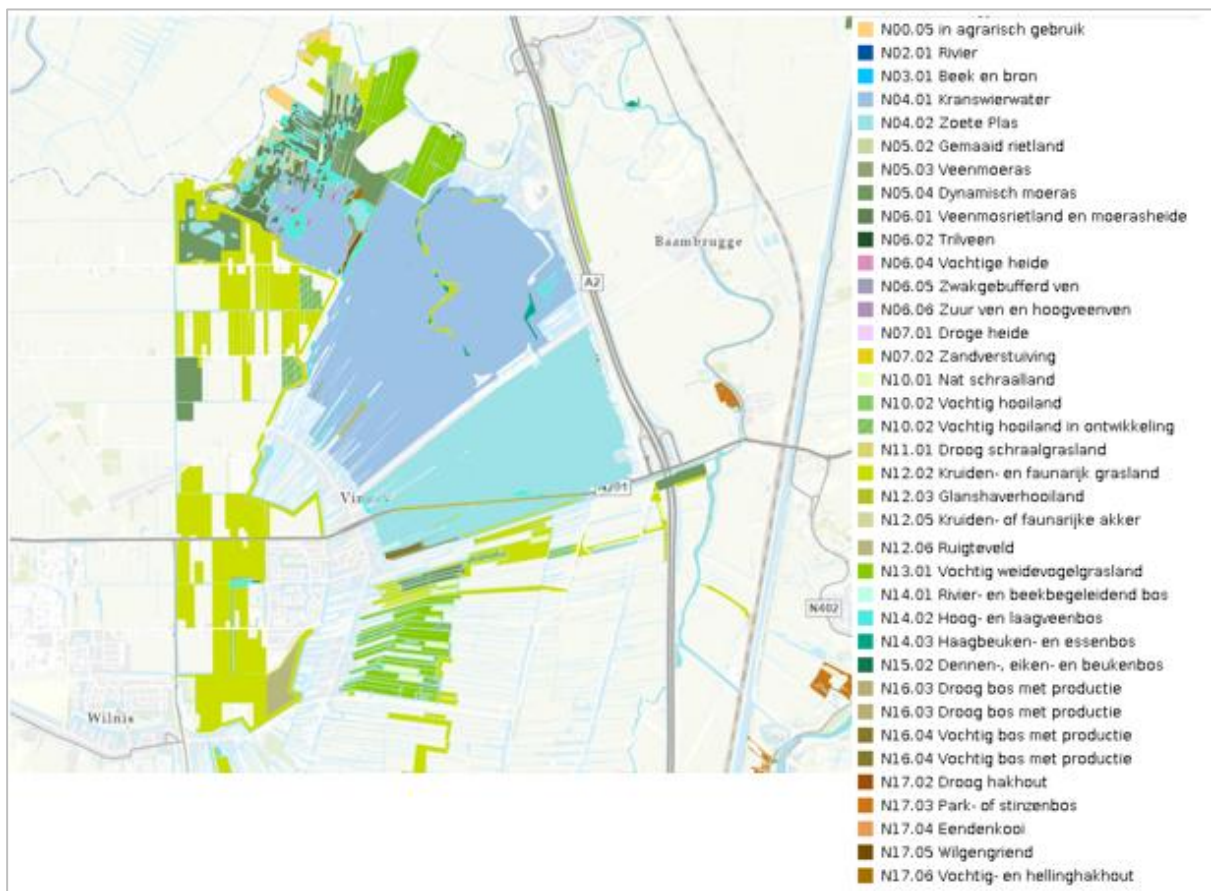 N00.05 in agrarisch gebruik
N02.01 Rivier
N03.01 Beek en bron
N04.01 Kranswierwater
N04.02 Zoete Plas
N05.02 Gemaaid rietland
N05.03 Veenmoeras
N05.04 Dynamisch moeras
N06.01 Veenmosrietland en moerasheide
N06.02 Trilveen
N06.04 Vochtige heide
N06.05 Zwakgebufferd ven
N06.06 Zuur ven en hoogveenven
N07.01 Droge heide
N07.02 Zandverstuiving
N10.01 Nat schraalland
N10.02 Vochtig hooiland
N10.02 Vochtig hooiland in ontwikkeling
N11.01 Droog schraalgrasland
N12.02 Kruiden- en faunarijk grasland
N12.03 Glanshaverhooiland
N12.05 Kruiden- of faunarijke akker
N12.06 Ruigteveld
N13.01 Vochtig weidevogelgrasland
N14.01 Rivier- en beekbegeleidend bos
N14.02 Hoog- en laagveenbos
N14.03 Haagbeuken- en essenbos
N15.02 Dennen-, eiken- en beukenbos
N16.03 Droog bos met productie
N16.03 Droog bos met productie
N16.04 Vochtig bos met productie
N16.04 Vochtig bos met productie
N17.02 Droog hakhout
N17.03 Park- of stinzenbos
N17.04 Eendenkooi
N17.05 Wilgengriend
N17.06 Vochtig- en hellinghakhout
Baambrugge
A2
N201
N402
Wilnis